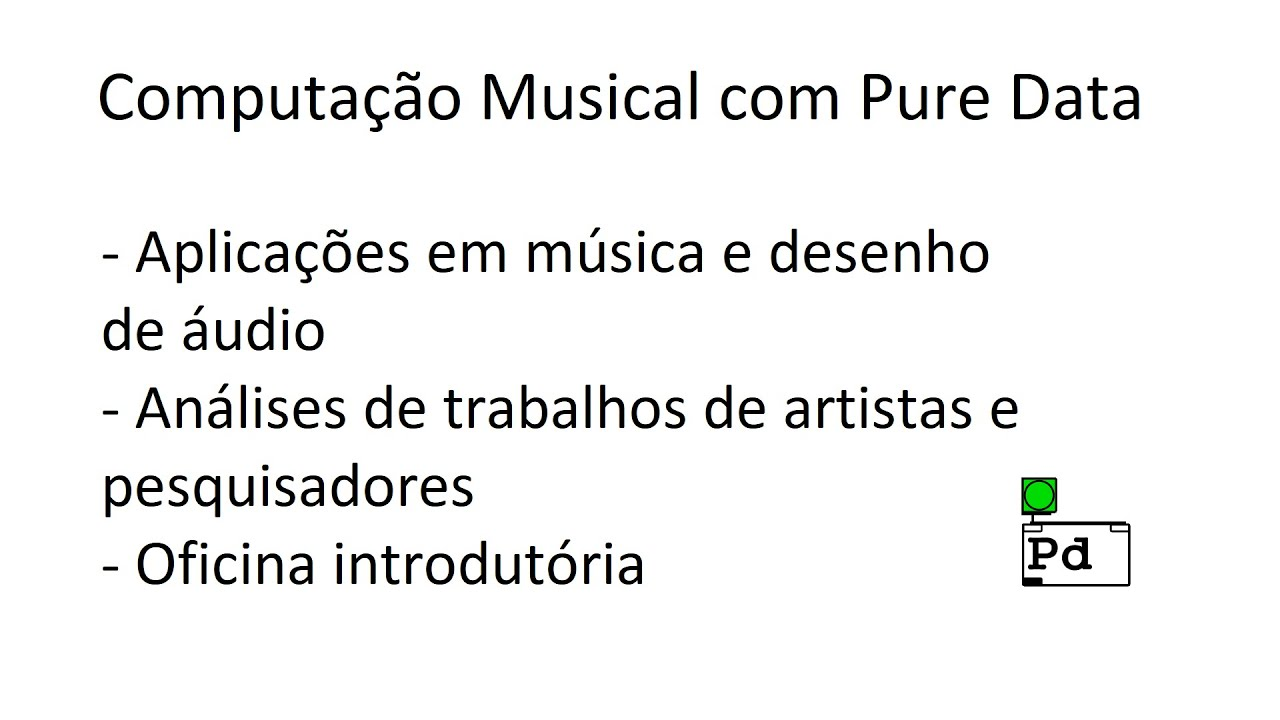 Computação Musical com Pure Data
- Aplicações em música e desenho
de áudio
- Análises de trabalhos de artistas e
pesquisadores
- Oficina introdutória
Pd